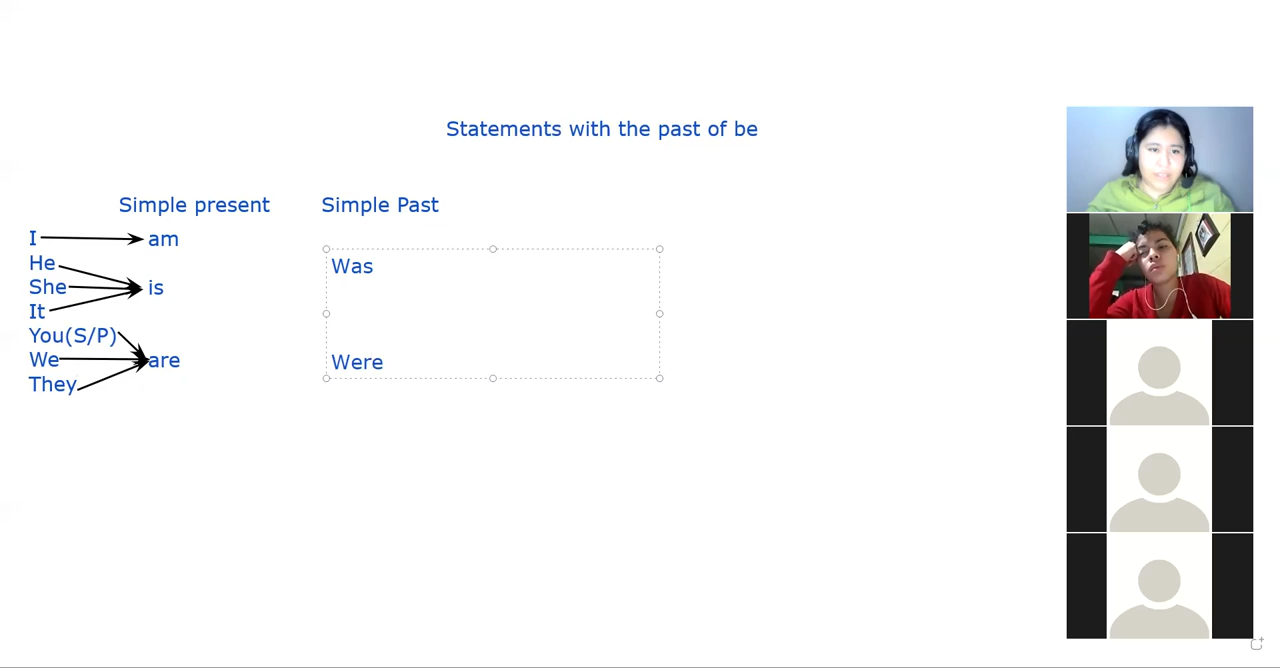 Statements with the past of be
Simple present Simple Past
I am
He
Was
She is
It
You(S/P)
We are Were
They